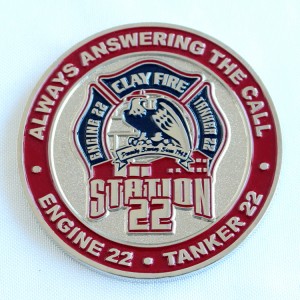 ALWAYS ANSWERING THE CALL
CLAY FIRE
ENGINE 22
TANKER 22
STATION
22
• ENGINE 22 • TANKER 22 •